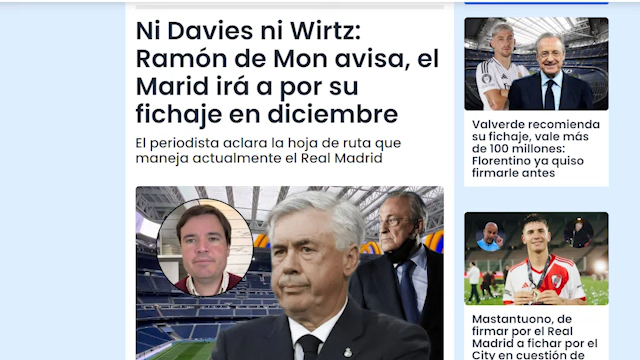 Ni Davies ni Wirtz:
Ramón de Mon avisa, el
Marid irá a por su
fichaje en diciembre
El periodista aclara la hoja de ruta que
maneja actualmente el Real Madrid
Valverde recomienda
su fichaje, vale más
de 100 millones:
Florentino ya quiso
firmarle antes
Mastantuono, de
firmar por el Real
Madrid a fichar por el
City en cuestión de